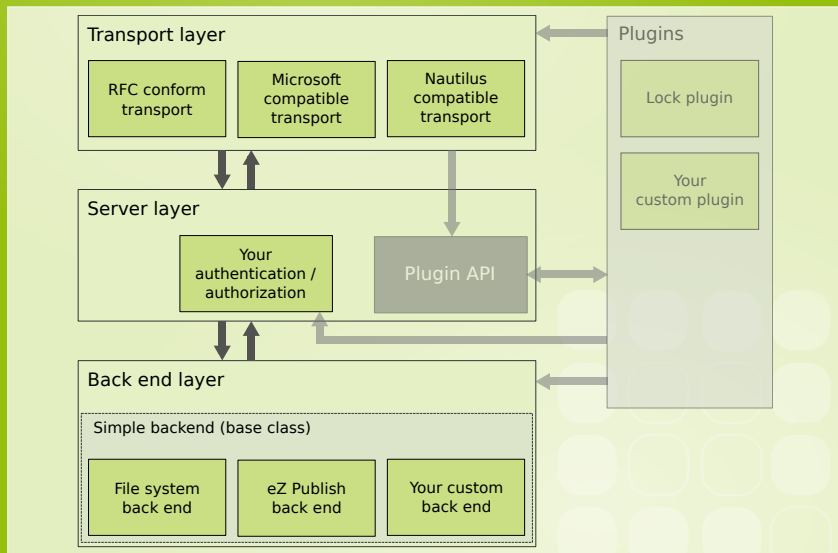 Transport layer
RFC conform
transport
Microsoft
compatible
transport
Nautilus
compatible
transport
Plugins
Lock plugin
Your
custom plugin
Server layer
Your
authentication /
authorization
Plugin API
Back end layer
Simple backend (base class)
File system
back end
eZ Publish
back end
Your custom
back end